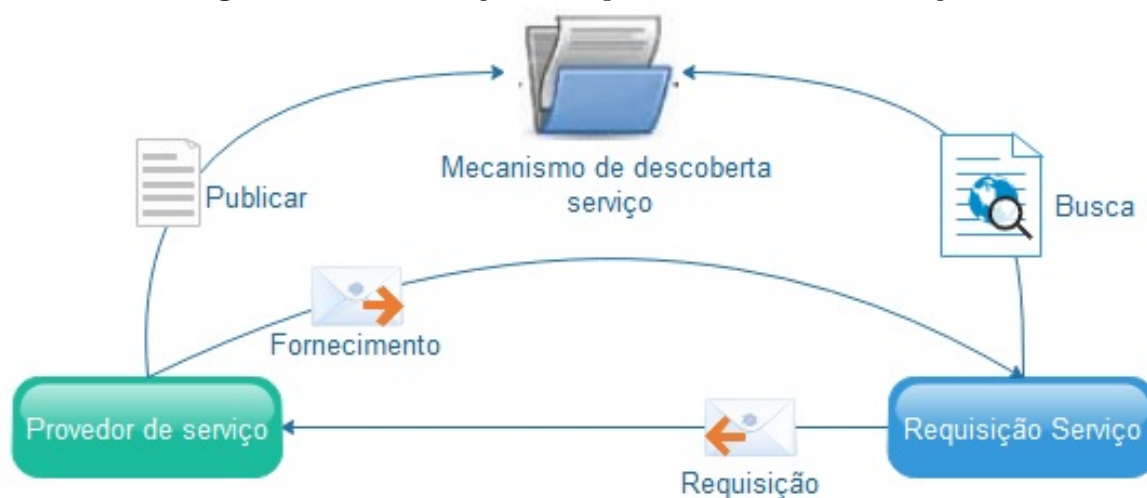 Mecanismo de descoberta
serviço
Publicar
Busca
Fornecimento
Provedor de serviço
Requisição Serviço
Requisição